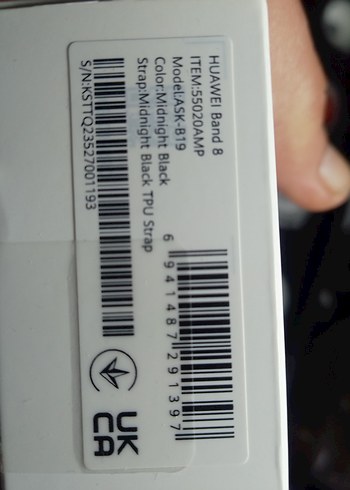 HUAWEI Band 8
ITEM:55020AMP
Model:ASK-B19
Color:Midnight Black
Strap:Midnight Black TPU Strap
6 941487 291397
S/N:KST1TQ23527001193
UK
CA